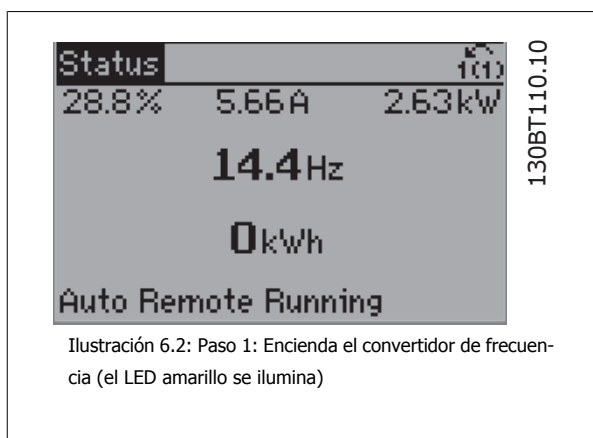 Status
1(1)
28.8% 5.66A 2.63kW
14.4Hz
0kWh
Auto Remote Running
130BT110.10
Ilustración 6.2: Paso 1: Encienda el convertidor de frecuen-
cia (el LED amarillo se ilumina)